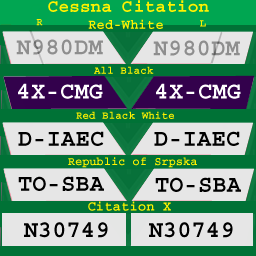 Cessna Citation
R Red-White L
N980DM N980DM
All Black
4X-CMG 4X-CMG
Red Black White
D-IAEC D-IAEC
Republic of Srpska
TO-SBA TO-SBA
Citation X
N30749 N30749